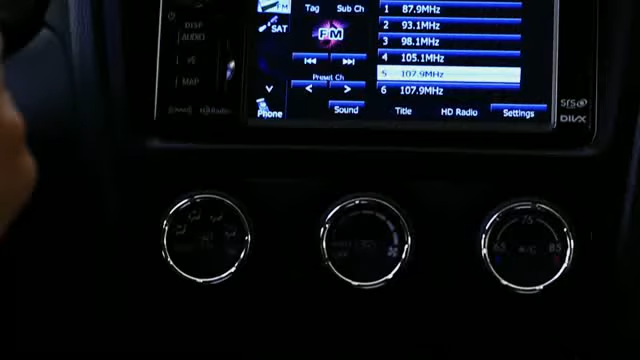 Tag Sub Ch
1 87.9MHz
DISP
2 93.1MHz
AUDIO
SAT
FM
3 98.1MHz
4 105.1MHz
Preset Ch
5 107.9MHz
MAP
6 107.9MHz
Phone
Sound
Title
HD Radio
Settings
SRS
DIVX
75
65
A/C
85